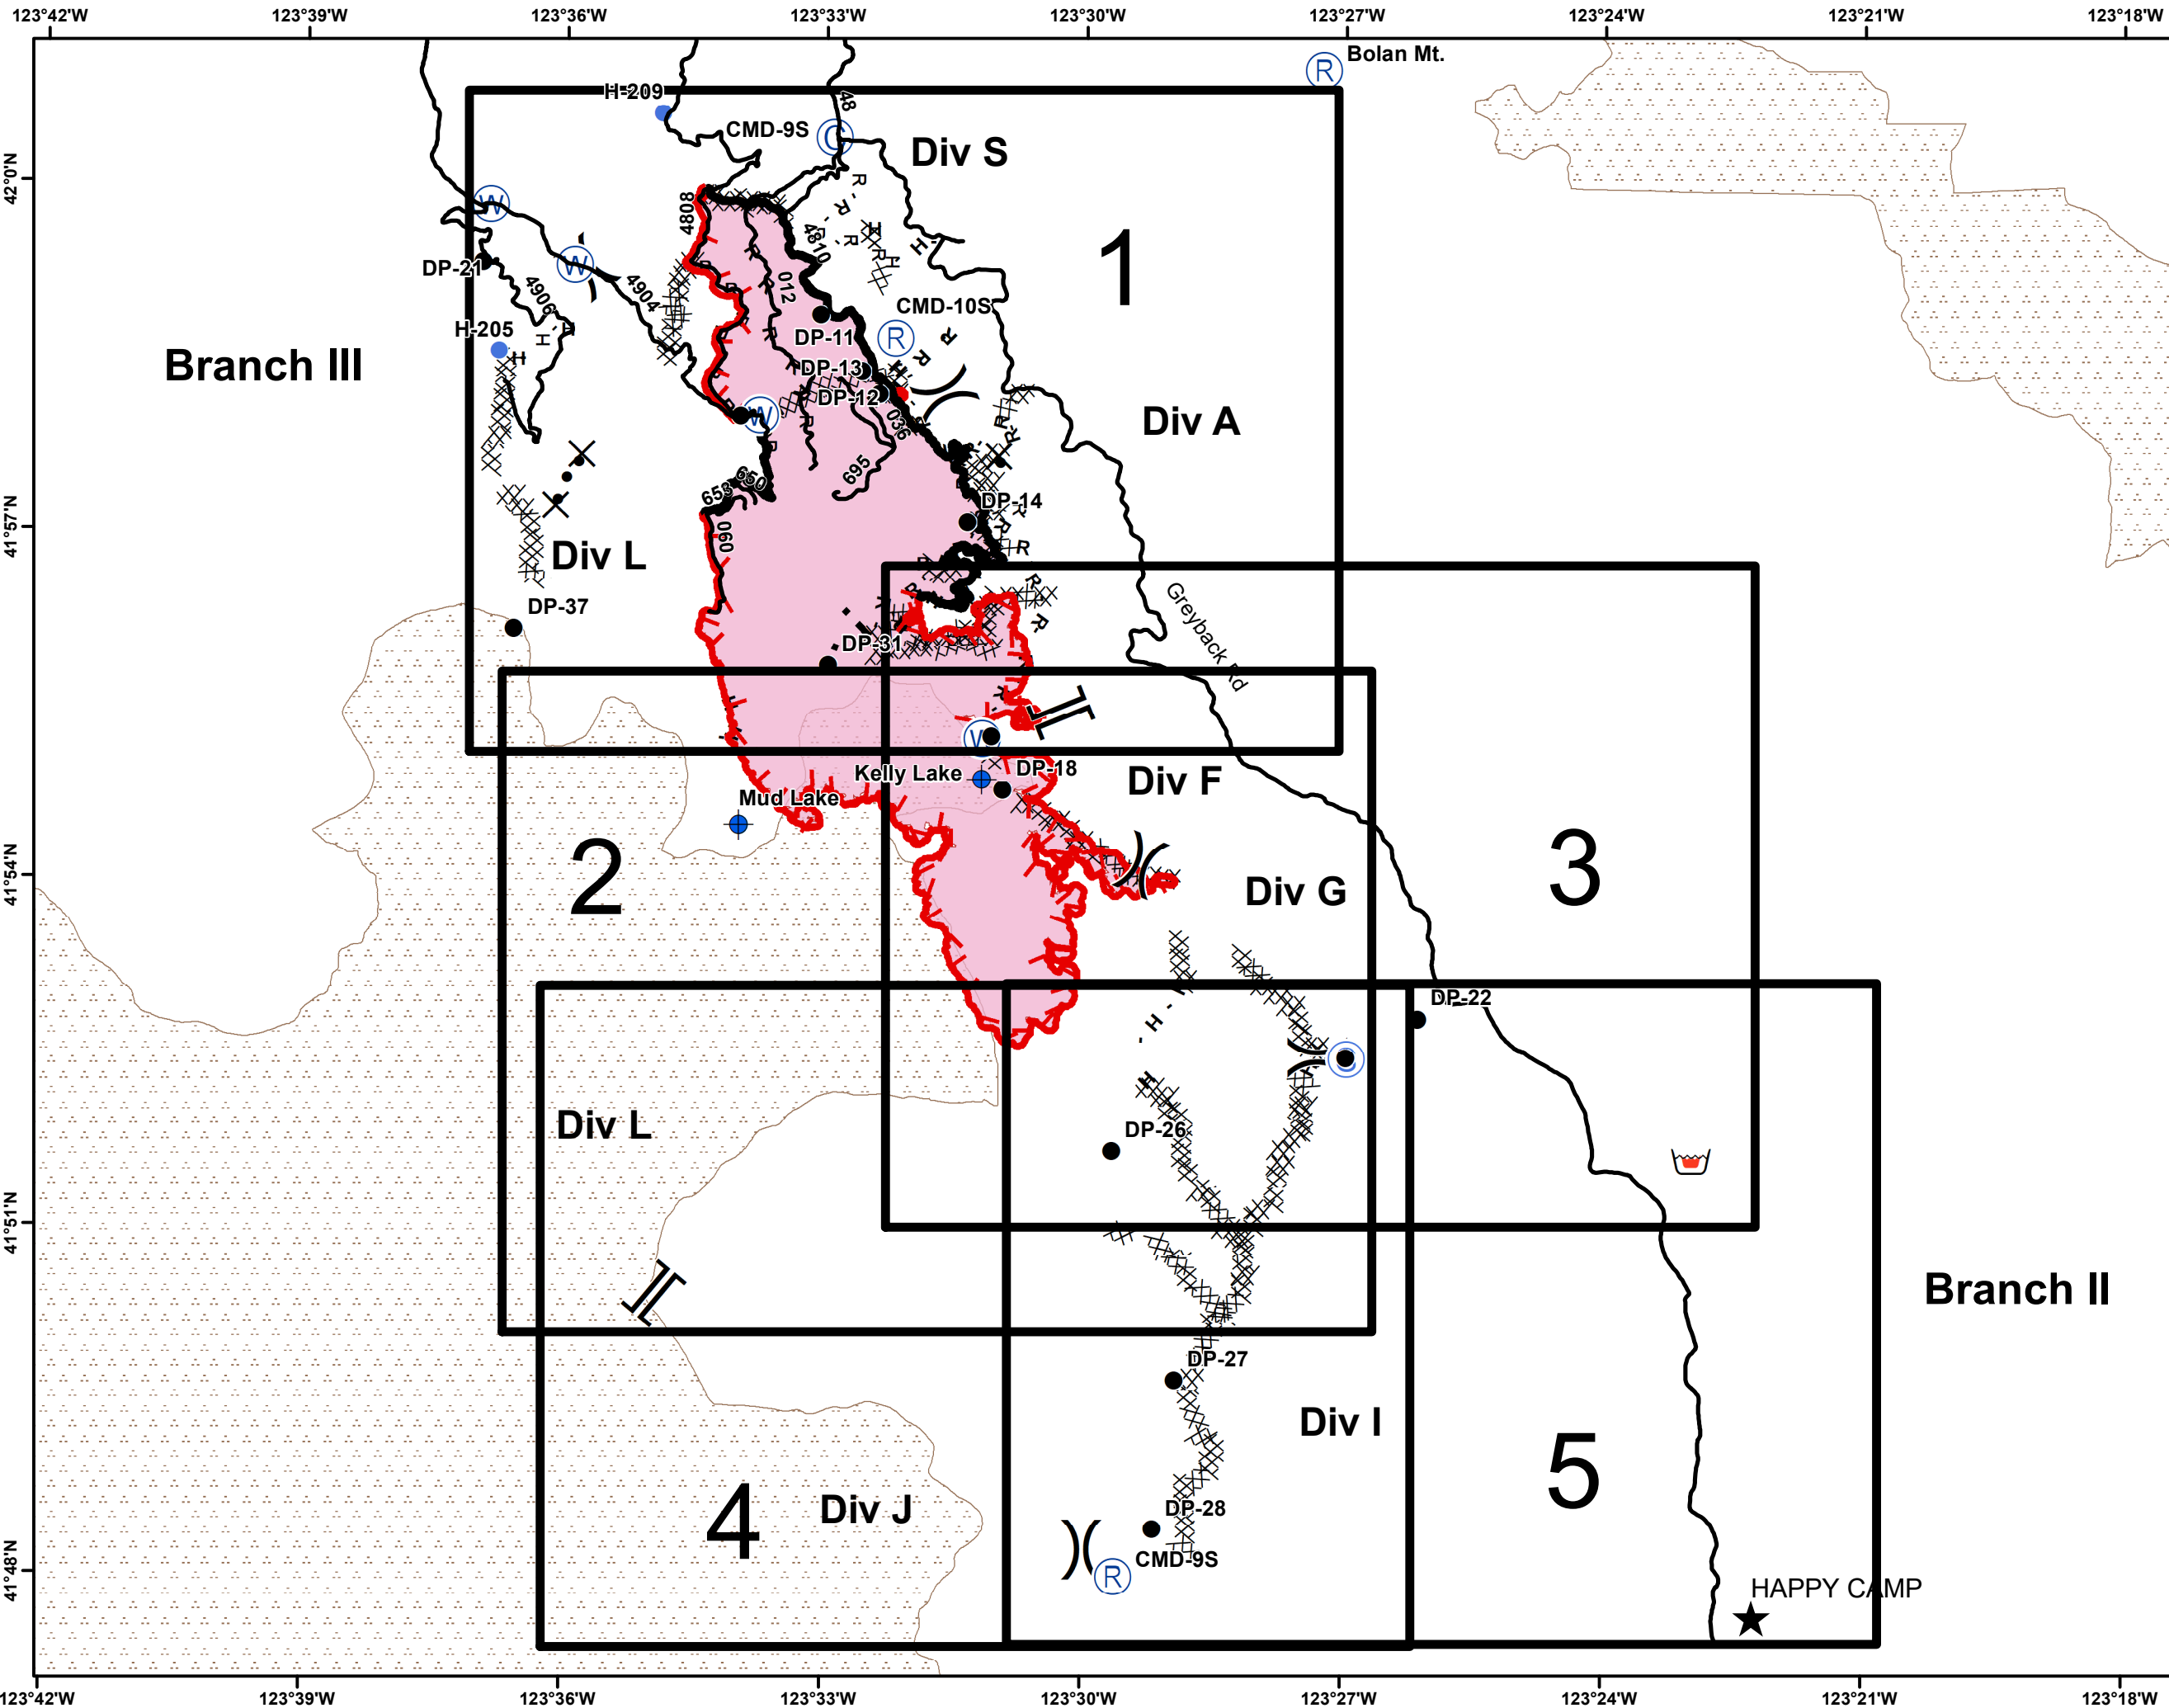 123°42'W 123°39'W 123°36'W 123°33'W 123°30'W 123°27'W 123°24'W 123°21'W 123°18'W
R Bolan Mt.
H-209
48
CMD-9S C
Div S
42°0'N
4808
W
R
R
4810
H
1
DP-21
W
4906
4904
012
CMD-10S
H-205
H
H
R
DP-11
Branch III
DP-13
DP-12
W
036
Div A
695
650
653
DP-14
41°57'N
060
Div L
DP-37
Greyback Rd
DP-31
W
Kelly Lake
DP-18
Div F
Mud Lake
2
3
41°54'N
Div G
DP-22
H
H
Div L
DP-26
41°51'N
Branch II
DP-27
Div I
5
4
Div J
DP-28
CMD-9S
R
41°48'N
HAPPY CAMP
123°42'W 123°39'W 123°36'W 123°33'W 123°30'W 123°27'W 123°24'W 123°21'W 123°18'W